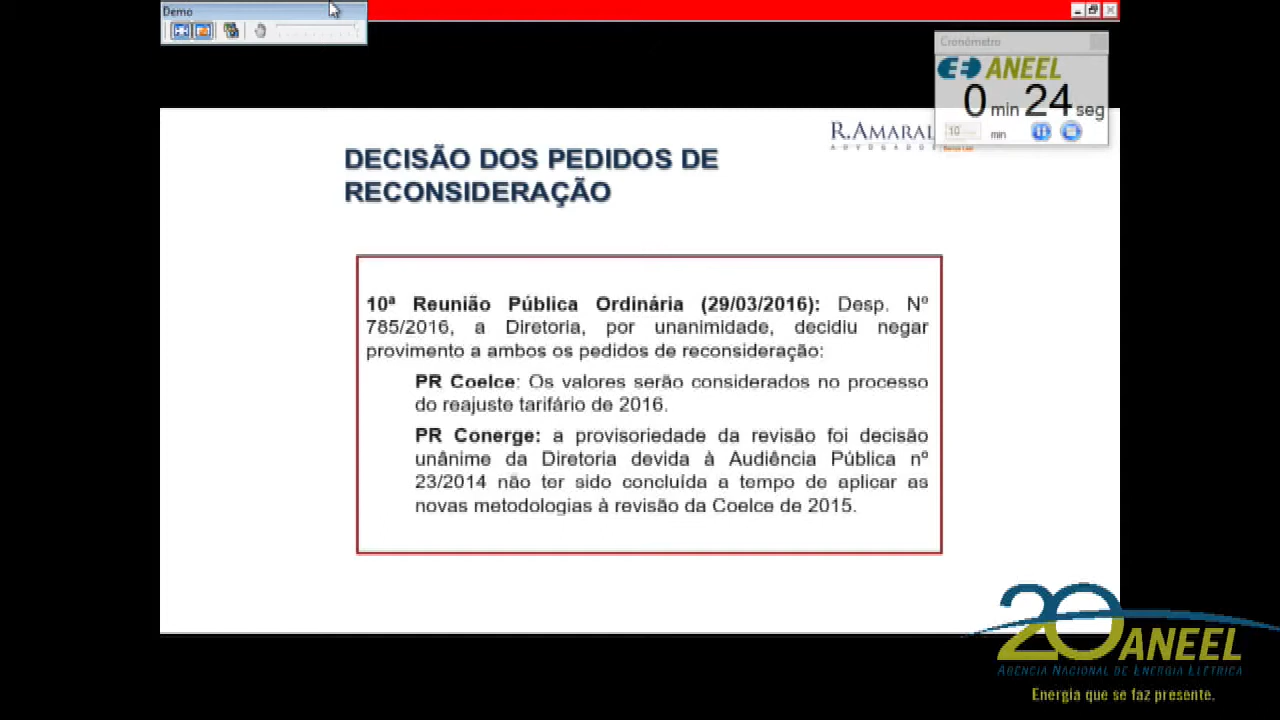 Demo
Cronômetro
ANEEL
0 min 24 seg
10 min
R.AMARAL
ADVOGADOS
DECISÃO DOS PEDIDOS DE
RECONSIDERAÇÃO
10ª Reunião Pública Ordinária (29/03/2016): Desp. Nº
785/2016, a Diretoria, por unanimidade, decidiu negar
provimento a ambos os pedidos de reconsideração:
PR Coelce: Os valores serão considerados no processo
do reajuste tarifário de 2016.
PR Conerge: a provisoriedade da revisão foi decisão
unânime da Diretoria devida à Audiência Pública nº
23/2014 não ter sido concluída a tempo de aplicar as
novas metodologias à revisão da Coelce de 2015.
20 ANEEL
AGÊNCIA NACIONAL DE ENERGIA ELÉTRICA
Energia que se faz presente.